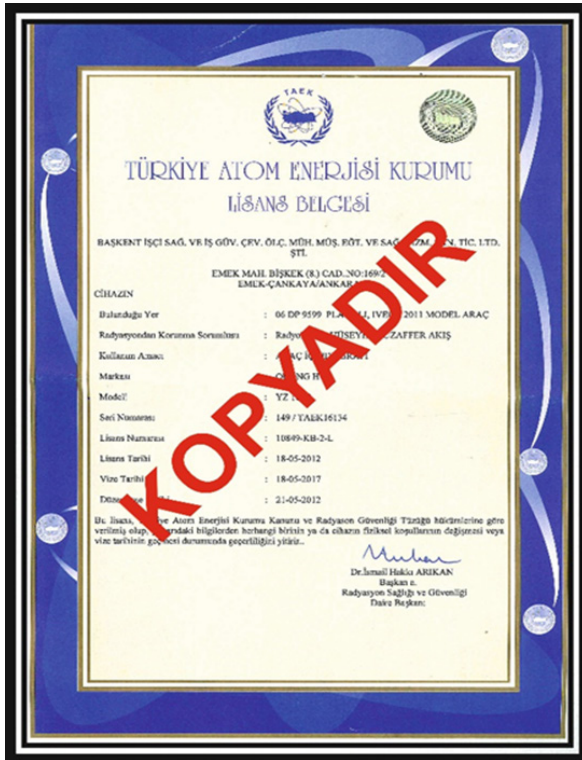 TAEK
TÜRKİYE ATOM ENERJİSİ KURUMU
LİSANS BELGESİ
BAŞKENT İŞÇİ SAĞ. VE İŞ GÜV. ÇEV. ÖLÇ. MÜH. MÜŞ. EĞT. VE TİC. LTD.
ŞTİ.
EMEK MAH. BİŞKEK (8.) CAD. NO:169/2
EMEK-ÇANKAYA/ANKARA
CİHAZIN
Bulunduğu Yer : 06 DP 9599 2011 MODEL ARAÇ
Radyasyondan Korunma Sorumlusu : AKIŞ
Kullanım Amacı :
Markası :
Modeli : YZ
Seri Numarası : 149 / TAEK16134
Lisans Numarası : 10849-KB-2-L
Lisans Tarihi : 18-05-2012
Vize Tarihi : 18-05-2017
: 21-05-2012
Bu lisans, Atom Enerjisi Kurumu Kanunu ve Radyasyon Güvenliği Tüzüğü hükümlerine göre
verilmiş olup, bilgilerden herhangi birinin ya da cihazın fiziksel koşullarının değişmesi veya
vize tarihinin geçmesi durumunda geçerliliğini yitirir..
Dr.İsmail Hakkı ARIKAN
Başkan a.
Radyasyon Sağlığı ve Güvenliği
Daire Başkanı
KOPYADIR